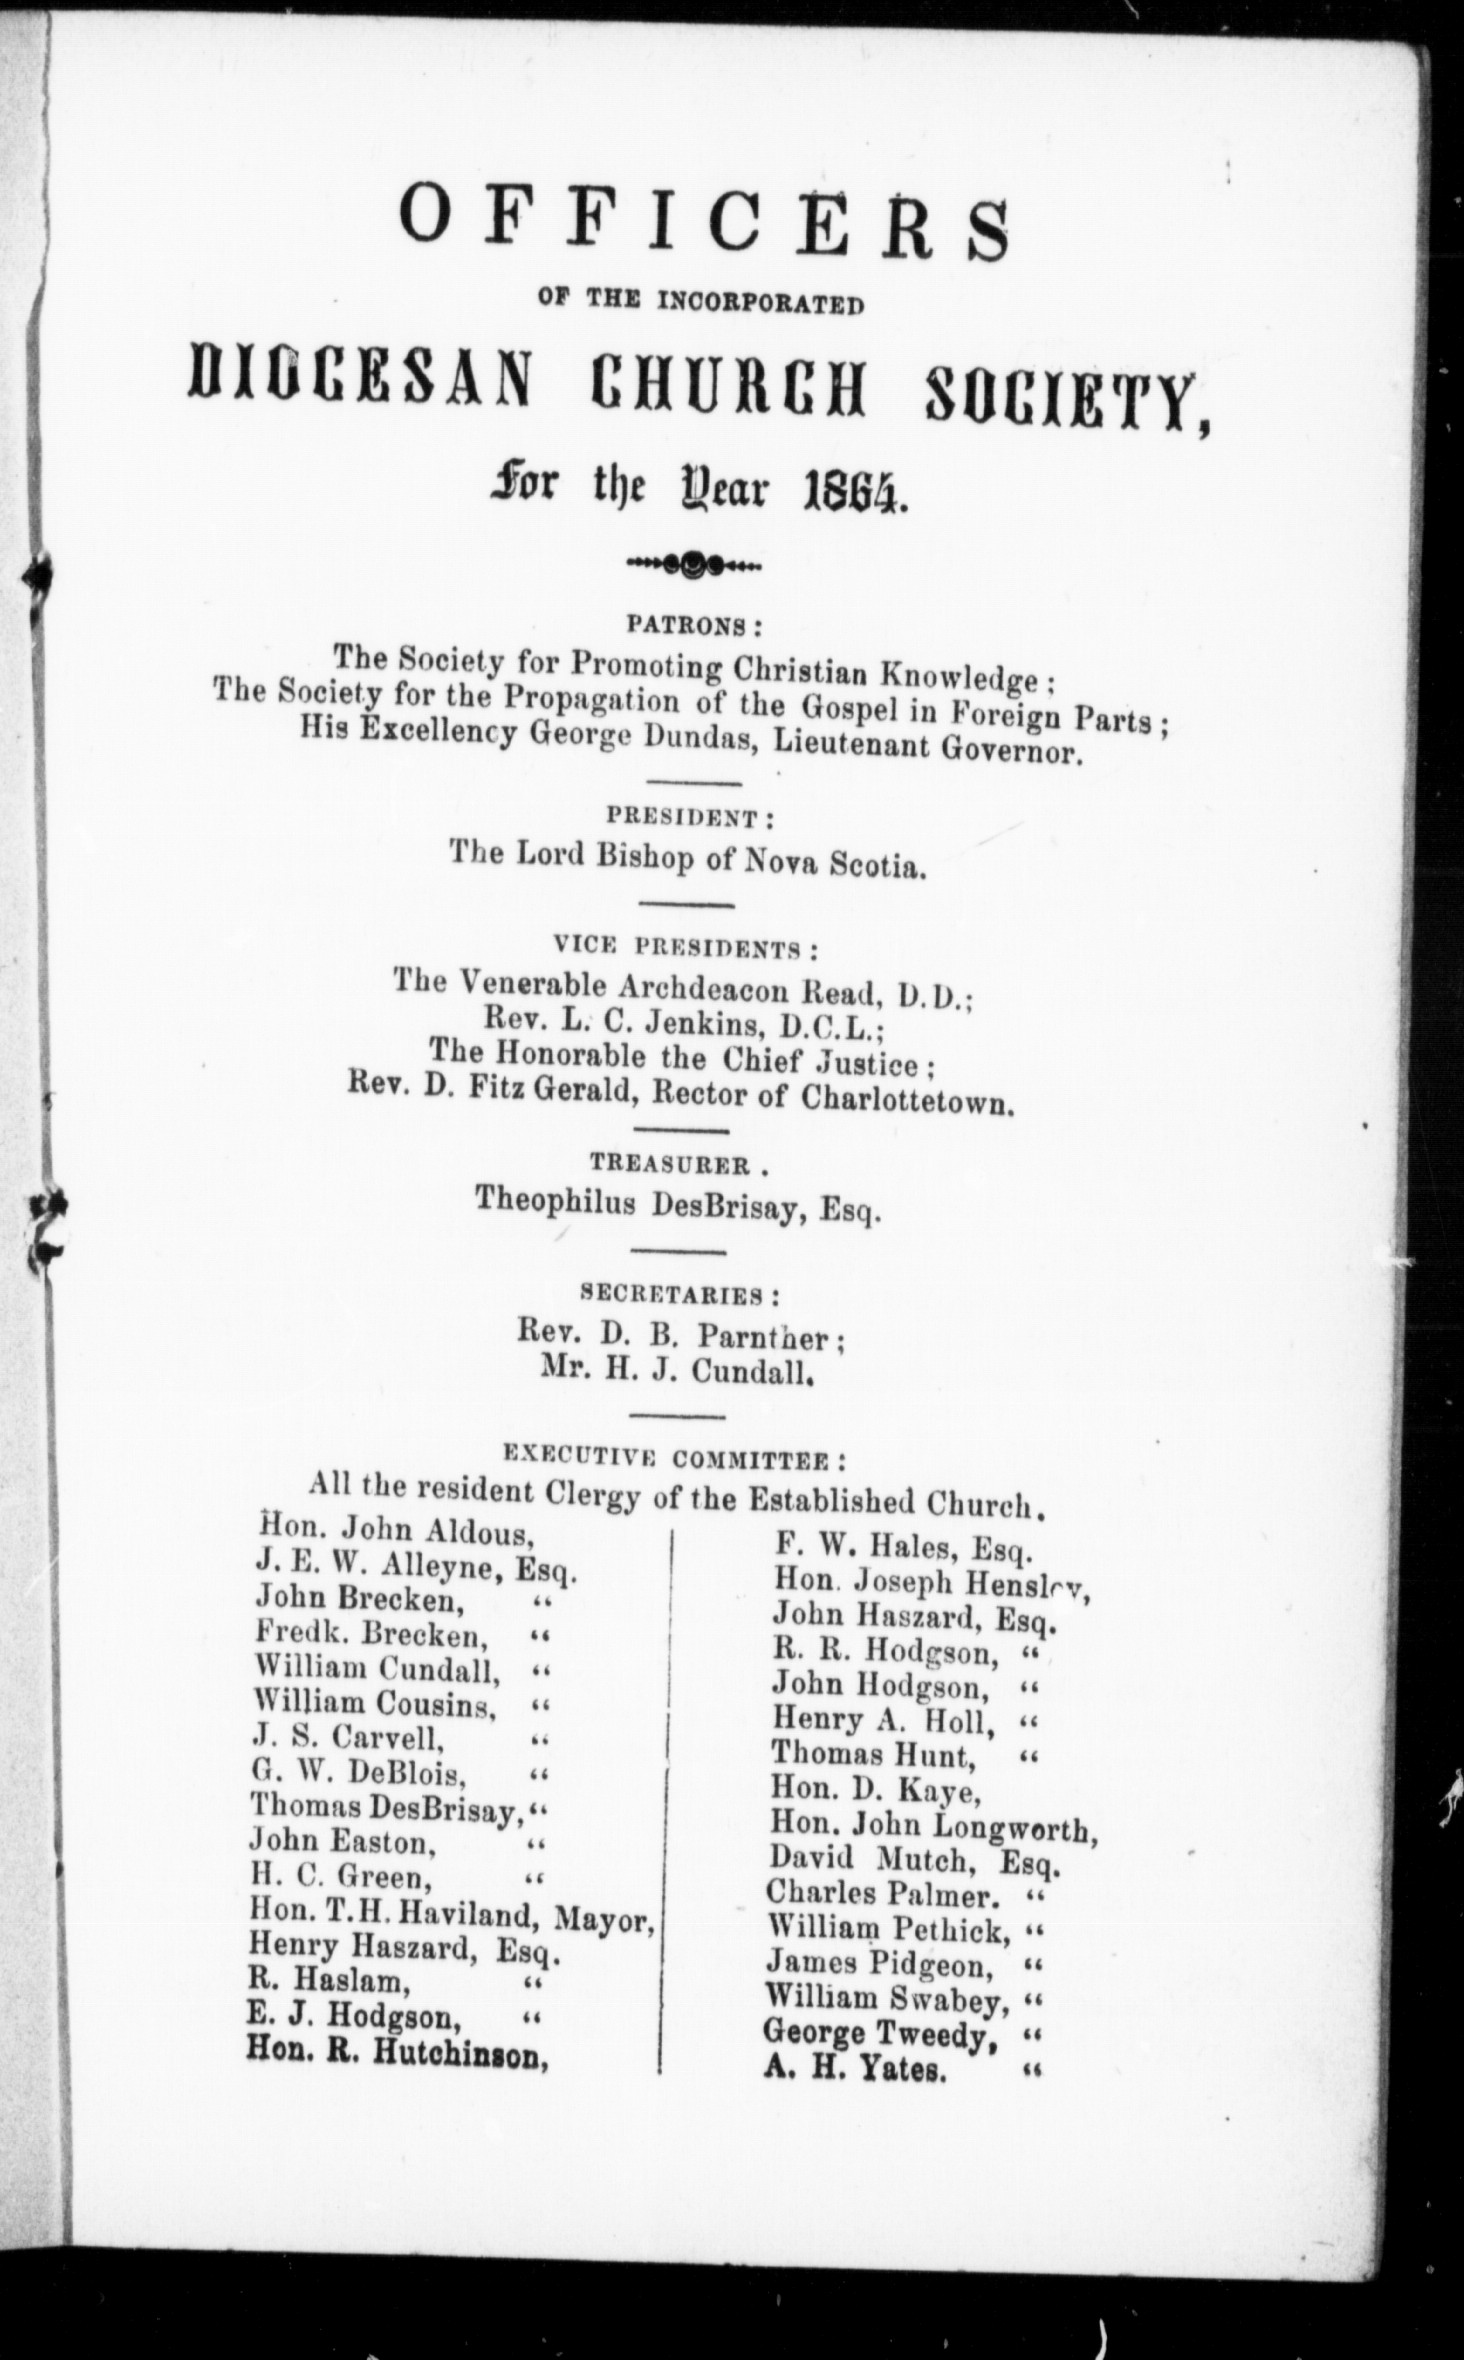 OFFICERS
OF THE INCORPORATED
DIOCESAN CHURCH SOCIETY,
For the Year 1864.
PATRONS:
The Society for Promoting Christian Knowledge;
The Society for the Propagation of the Gospel in Foreign Parts;
His Excellency George Dundas, Lieutenant Governor.
PRESIDENT:
The Lord Bishop of Nova Scotia.
VICE PRESIDENTS:
The Venerable Archdeacon Read, D.D.;
Rev. L. C. Jenkins, D.C.L.;
The Honorable the Chief Justice;
Rev. D. Fitz Gerald, Rector of Charlottetown.
TREASURER.
Theophilus DesBrisay, Esq.
SECRETARIES:
Rev. D. B. Parnther;
Mr. H. J. Cundall.
EXECUTIVE COMMITTEE:
All the resident Clergy of the Established Church.
Hon. John Aldous,
J. E. W. Alleyne, Esq.
John Brecken, “
Fredk. Brecken, “
William Cundall, “
William Cousins, “
J. S. Carvell, “
G. W. DeBlois, “
Thomas DesBrisay, “
John Easton, “
H. C. Green, “
Hon. T. H. Haviland, Mayor,
Henry Haszard, Esq.
R. Haslam, “
E. J. Hodgson, “
Hon. R. Hutchinson,
F. W. Hales, Esq.
Hon. Joseph Hensley,
John Haszard, Esq.
R. R. Hodgson, “
John Hodgson, “
Henry A. Holl, “
Thomas Hunt, “
Hon. D. Kaye,
Hon. John Longworth,
David Mutch, Esq.
Charles Palmer. “
William Pethick, “
James Pidgeon, “
William Swabey, “
George Tweedy, “
A. H. Yates. “